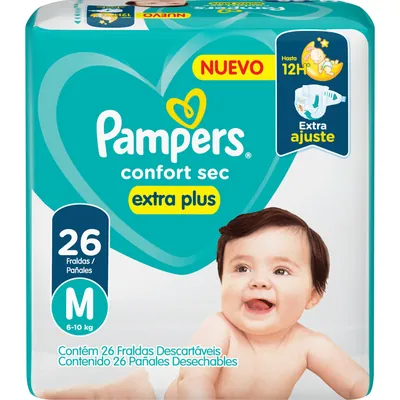 NUEVO
Hasta
12H
Extra
ajuste
Pampers®
confort sec
extra plus
26
Fraldas /
Pañales
M
6-10 kg
Contém 26 Fraldas Descartáveis
Contenido 26 Pañales Desechables